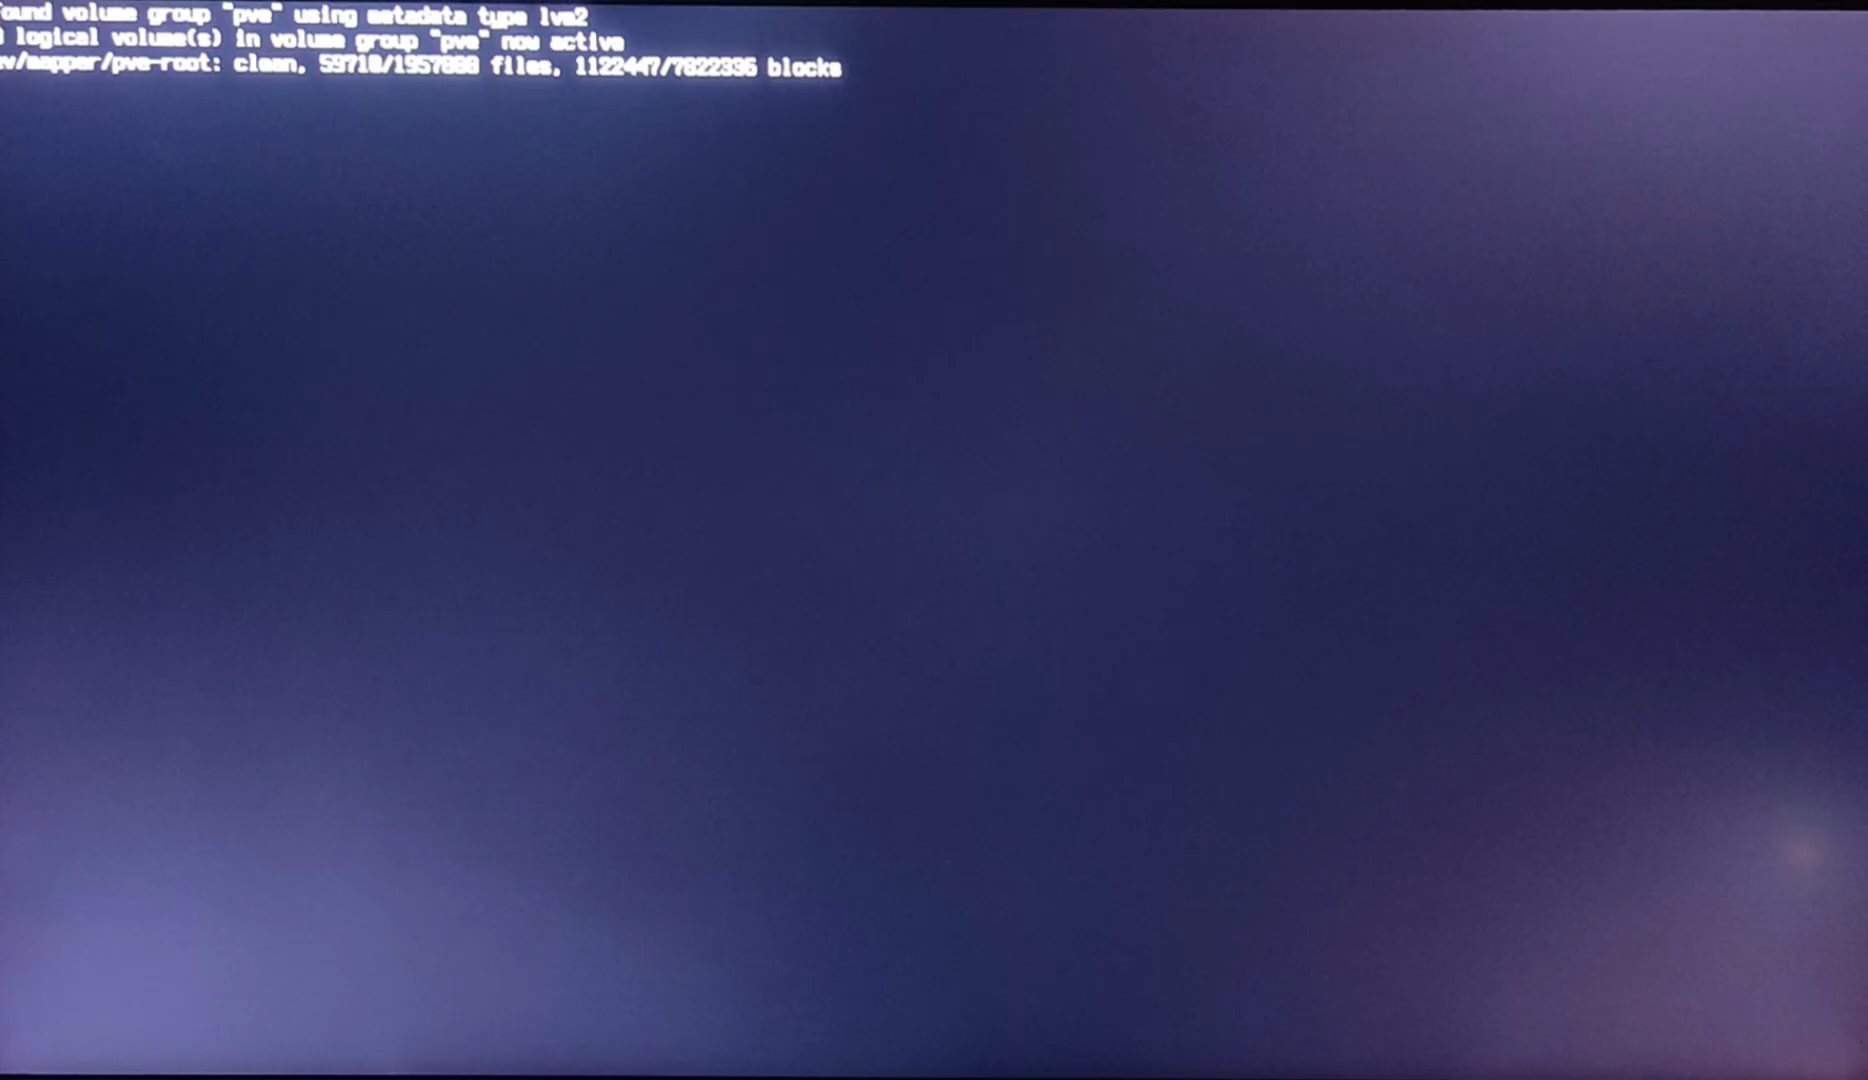 ound volume group "pve" using metadata type lvm2
logical volume(s) in volume group "pve" now active
v/mapper/pve-root: clean, 59710/1957888 files, 1122447/7822336 blocks